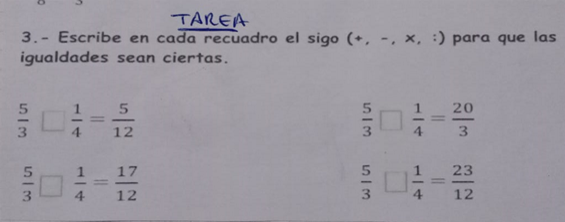 TAREA
3.- Escribe en cada recuadro el sigo (+, -, x, :) para que las
igualdades sean ciertas.
5/3 □ 1/4 = 5/12
5/3 □ 1/4 = 20/3
5/3 □ 1/4 = 17/12
5/3 □ 1/4 = 23/12